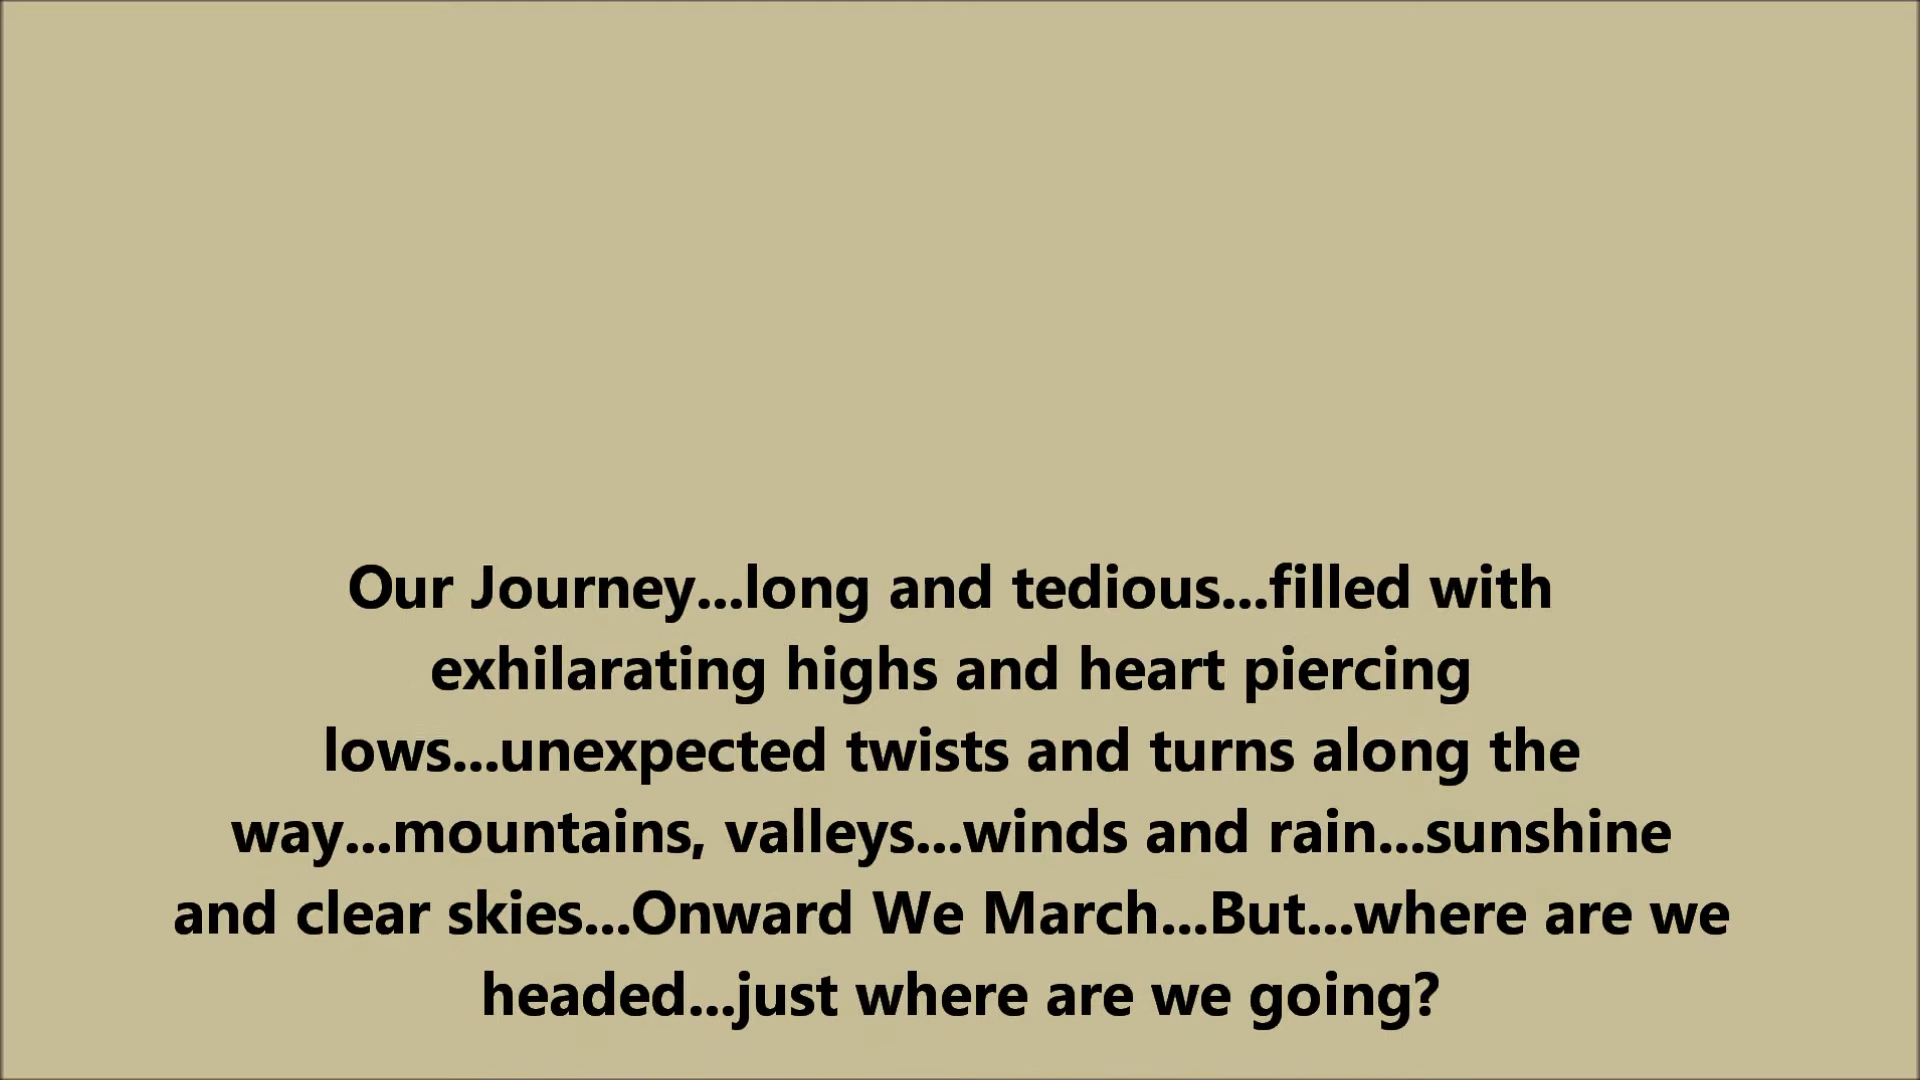 Our Journey...long and tedious...filled with
exhilarating highs and heart piercing
lows...unexpected twists and turns along the
way...mountains, valleys...winds and rain...sunshine
and clear skies...Onward We March...But...where are we
headed...just where are we going?